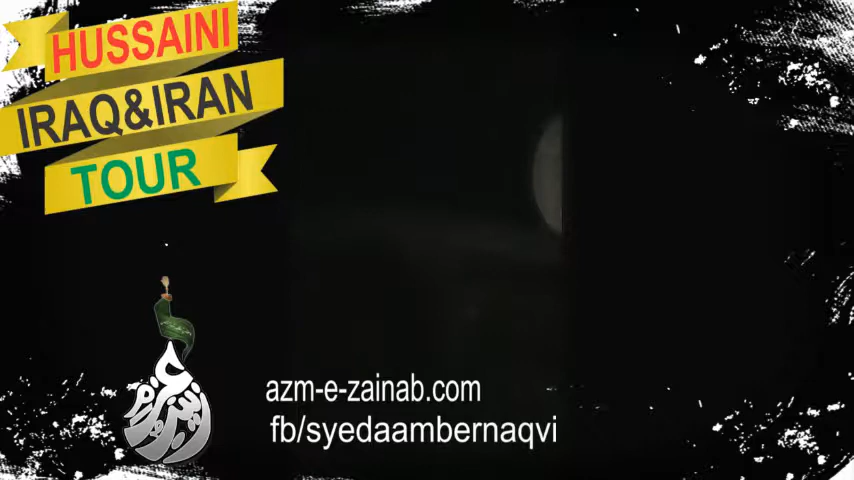 HUSSAINI
IRAQ&IRAN
TOUR
azm-e-zainab.com
fb/syedaambernaqvi